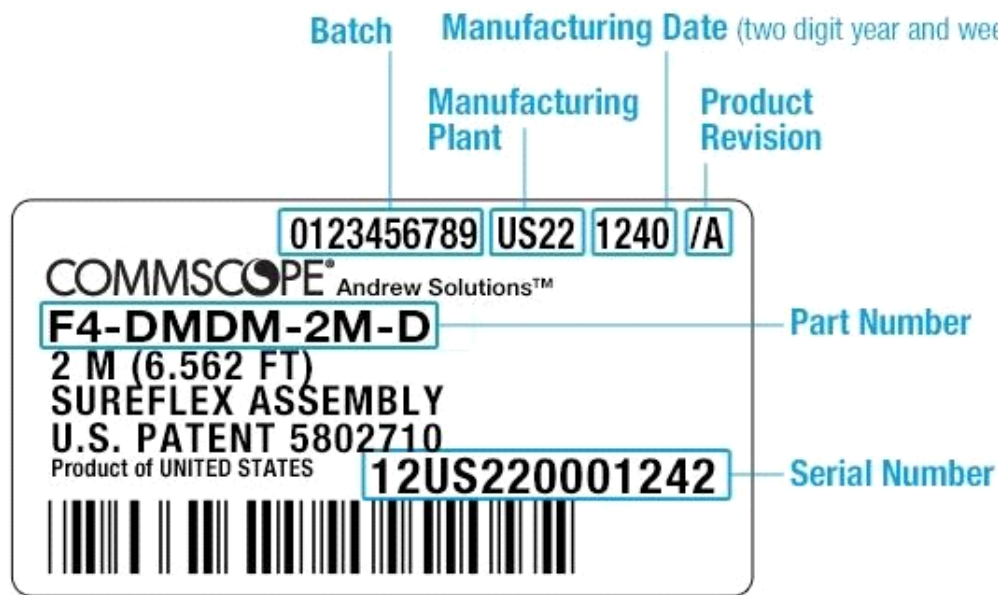 Batch Manufacturing Date (two digit year and wee
Manufacturing Plant
Product Revision
0123456789 US22 1240 /A
COMMSCOPE® Andrew Solutions™
F4-DMDM-2M-D
Part Number
2 M (6.562 FT)
SUREFLEX ASSEMBLY
U.S. PATENT 5802710
Product of UNITED STATES
12US220001242
Serial Number